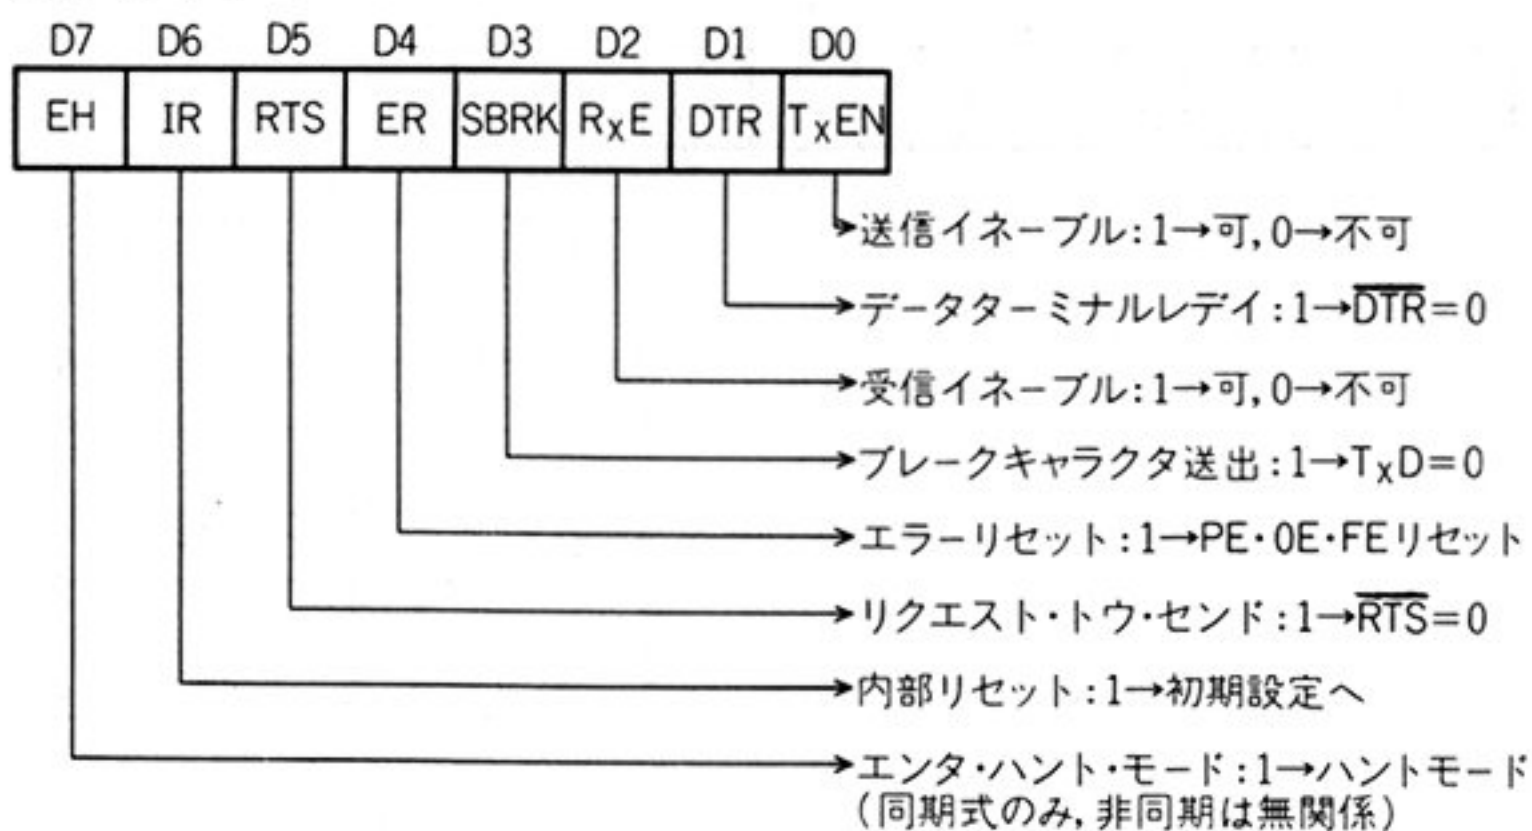 D7 D6 D5 D4 D3 D2 D1 D0
EH IR RTS ER SBRK RxE DTR TxEN
送信イネーブル:1→可,0→不可
データターミナルレデイ:1→D̅T̅R̅=0
受信イネーブル:1→可,0→不可
ブレークキャラクタ送出:1→TxD=0
エラーリセット:1→PE・OE・FEリセット
リクエスト・トウ・センド:1→R̅T̅S̅=0
内部リセット:1→初期設定へ
エンタ・ハント・モード:1→ハントモード
(同期式のみ,非同期は無関係)